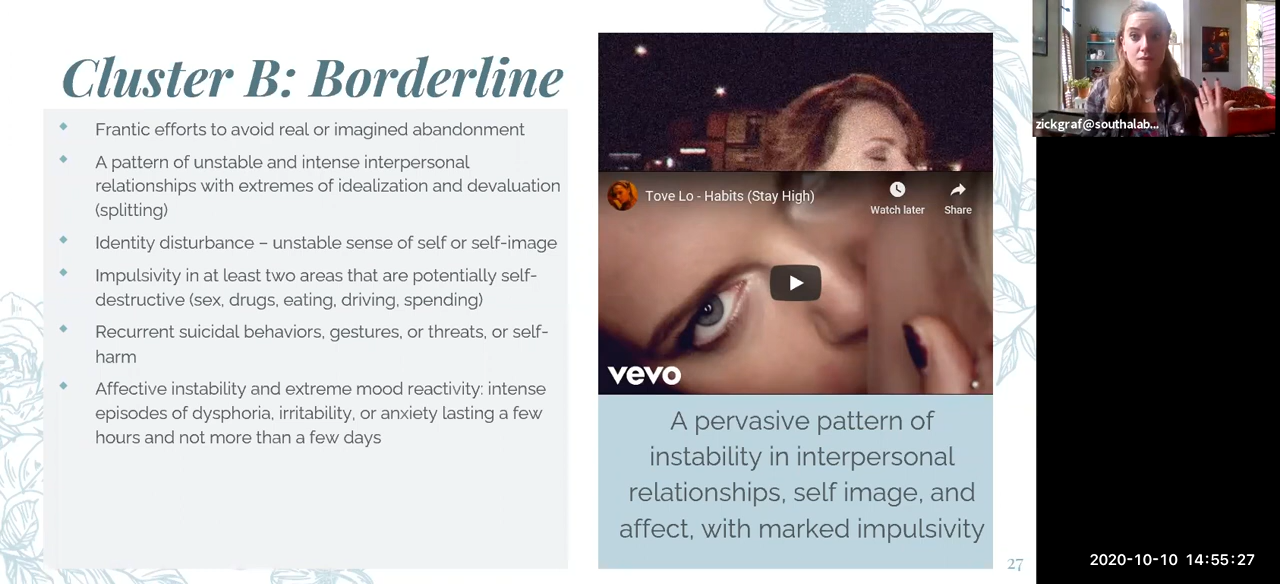 Cluster B: Borderline
Frantic efforts to avoid real or imagined abandonment
A pattern of unstable and intense interpersonal
relationships with extremes of idealization and devaluation
(splitting)
Identity disturbance – unstable sense of self or self-image
Impulsivity in at least two areas that are potentially self-
destructive (sex, drugs, eating, driving, spending)
Recurrent suicidal behaviors, gestures, or threats, or self-
harm
Affective instability and extreme mood reactivity: intense
episodes of dysphoria, irritability, or anxiety lasting a few
hours and not more than a few days
Tove Lo - Habits (Stay High)
Watch later
Share
vevo
A pervasive pattern of
instability in interpersonal
relationships, self image, and
affect, with marked impulsivity
27
zickgraf@southalab...
2020-10-10 14:55:27